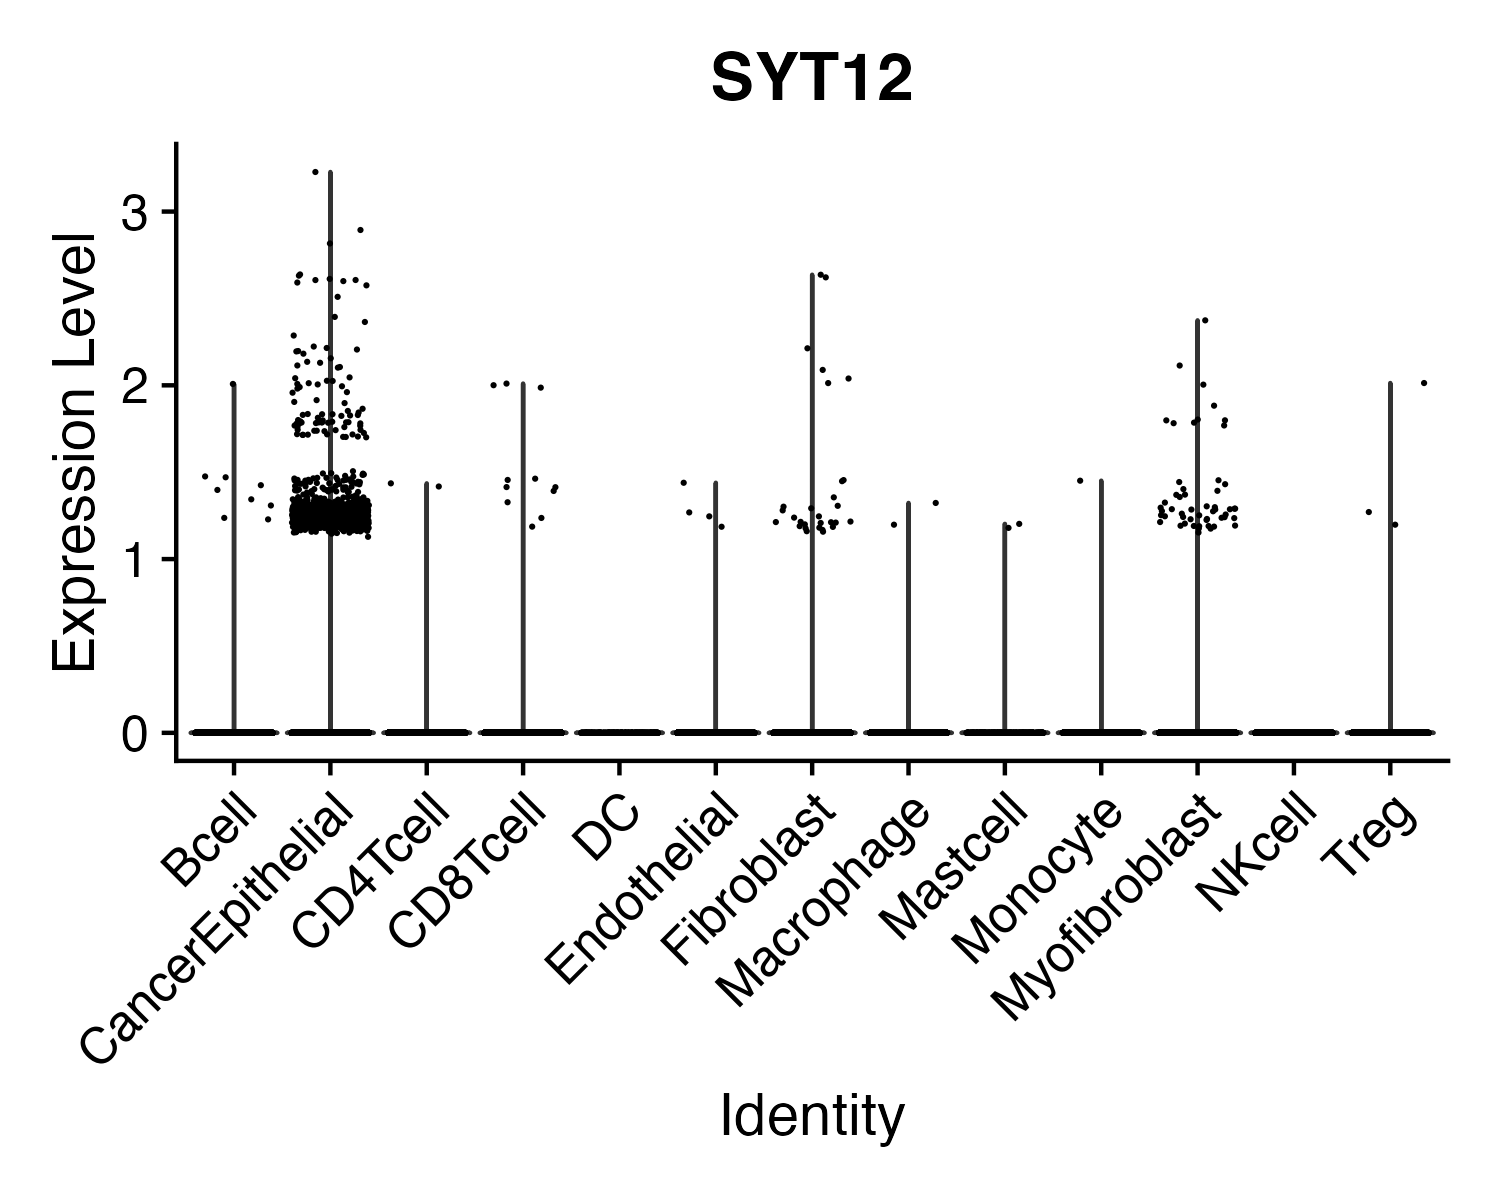 SYT12
Expression Level
3
2
1
0
Bcell
CancerEpithelial
CD4Tcell
CD8Tcell
DC
Endothelial
Fibroblast
Macrophage
Mastcell
Monocyte
Myofibroblast
NKcell
Treg
Identity